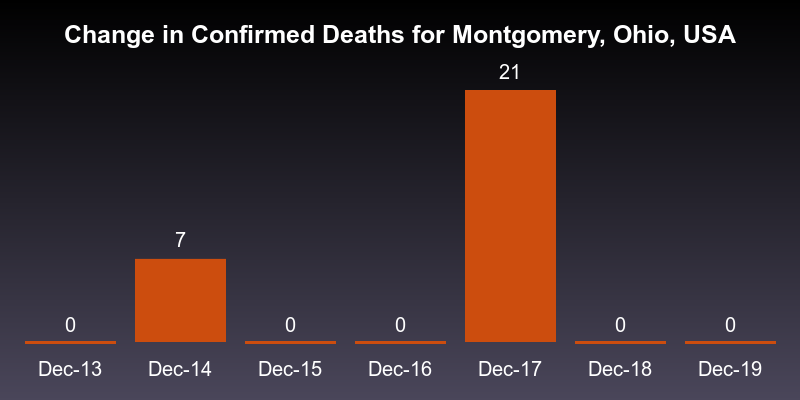 Change in Confirmed Deaths for Montgomery, Ohio, USA
21
7
0 0 0 0 0
Dec-13 Dec-14 Dec-15 Dec-16 Dec-17 Dec-18 Dec-19